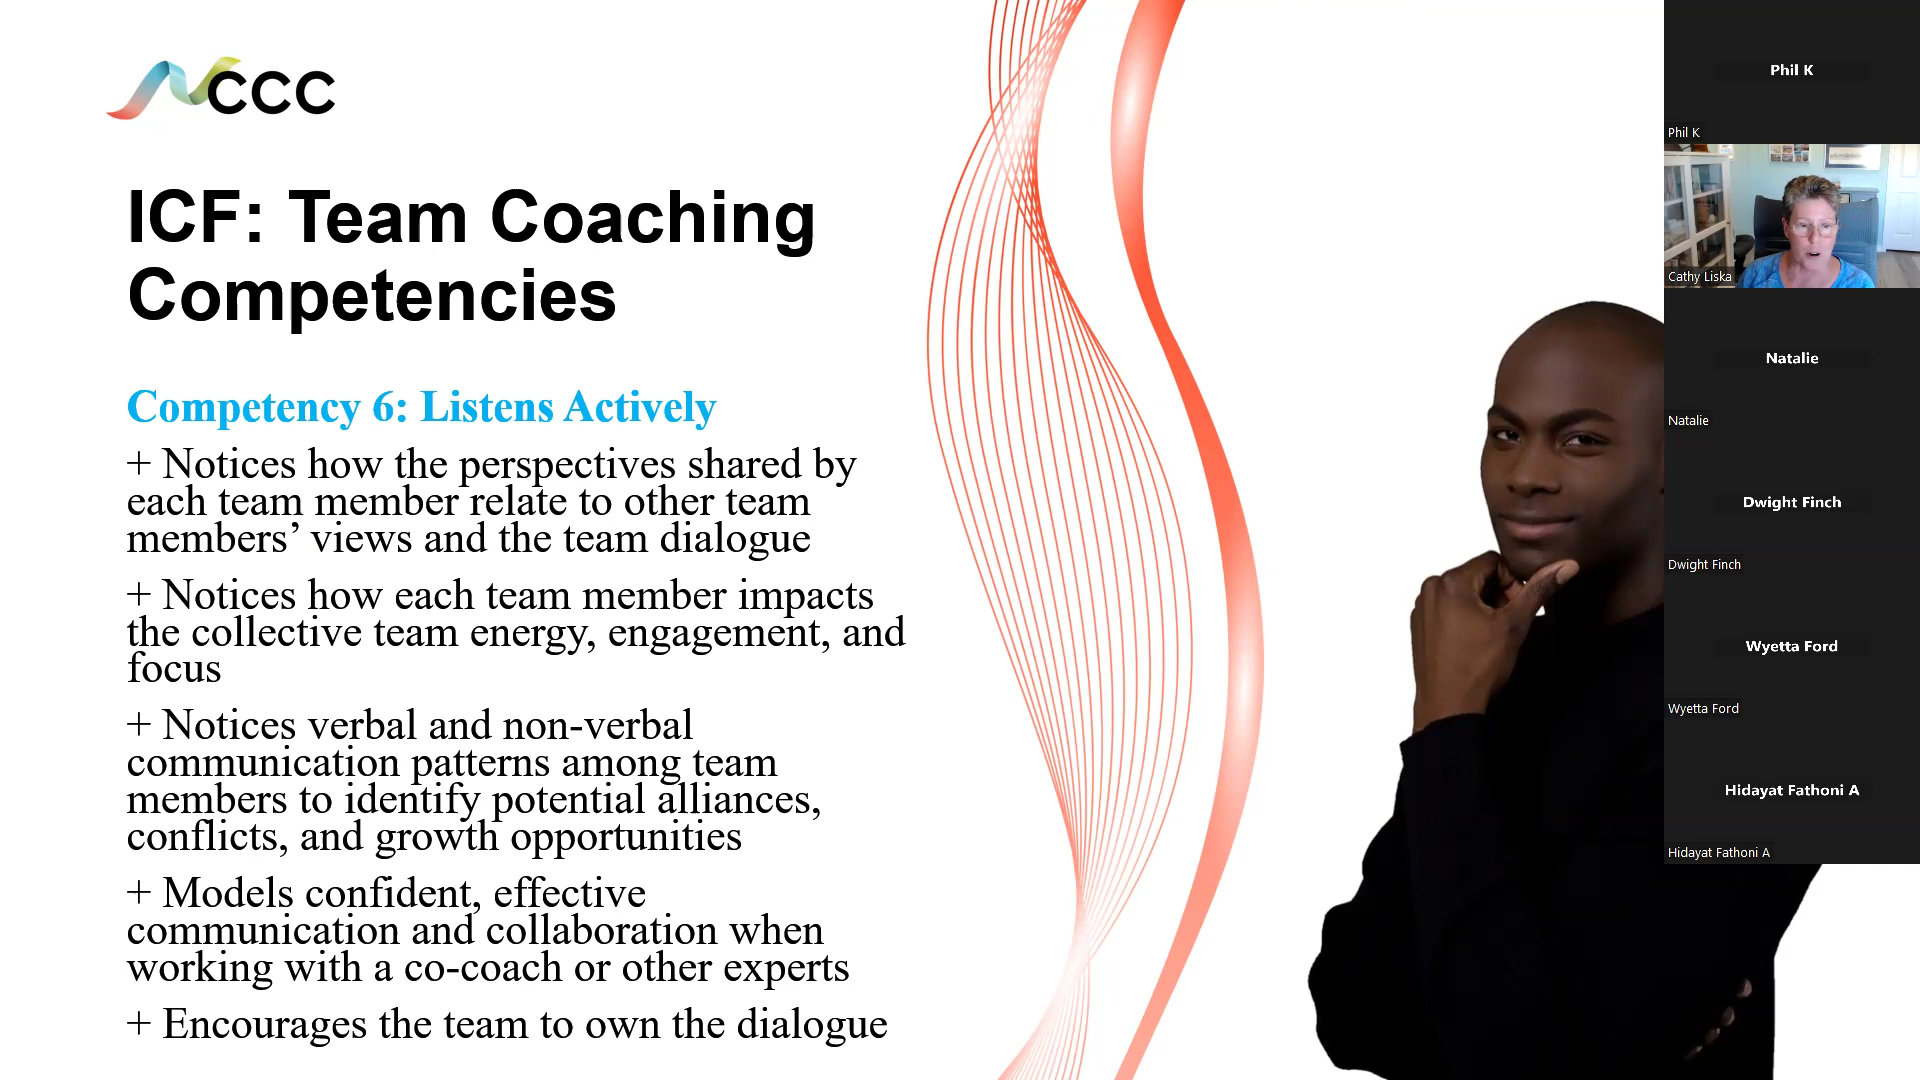 CCC
ICF: Team Coaching
Competencies
Competency 6: Listens Actively
+ Notices how the perspectives shared by
each team member relate to other team
members’ views and the team dialogue
+ Notices how each team member impacts
the collective team energy, engagement, and
focus
+ Notices verbal and non-verbal
communication patterns among team
members to identify potential alliances,
conflicts, and growth opportunities
+ Models confident, effective
communication and collaboration when
working with a co-coach or other experts
+ Encourages the team to own the dialogue
Phil K
Phil K
Cathy Liska
Natalie
Natalie
Dwight Finch
Dwight Finch
Wyetta Ford
Wyetta Ford
Hidayat Fathoni A
Hidayat Fathoni A